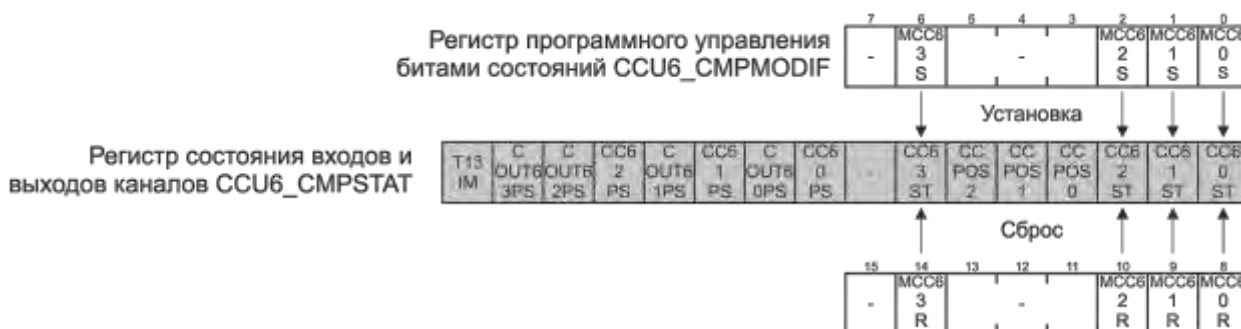 7 6 5 4 3 2 1 0
Регистр программного управления
битами состояний CCU6_CMPMODIF
- MCC6 3 S - MCC6 2 S MCC6 1 S MCC6 0 S
Установка
Регистр состояния входов и
выходов каналов CCU6_CMPSTAT
T13 IM C OUT6 3PS C OUT6 2PS CC6 2 PS C OUT6 1PS CC6 1 PS C OUT6 0PS CC6 0 PS - CC6 3 ST CC POS 2 CC POS 1 CC POS 0 CC6 2 ST CC6 1 ST CC6 0 ST
Сброс
15 14 13 12 11 10 9 8
- MCC6 3 R - MCC6 2 R MCC6 1 R MCC6 0 R